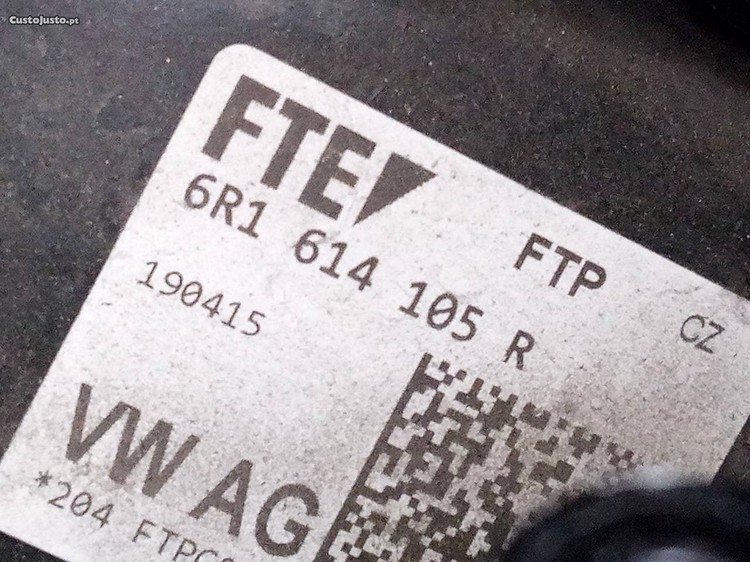 CustoJusto.pt
FTE
6R1 614 105 R
FTP
CZ
190415
VW AG
*204